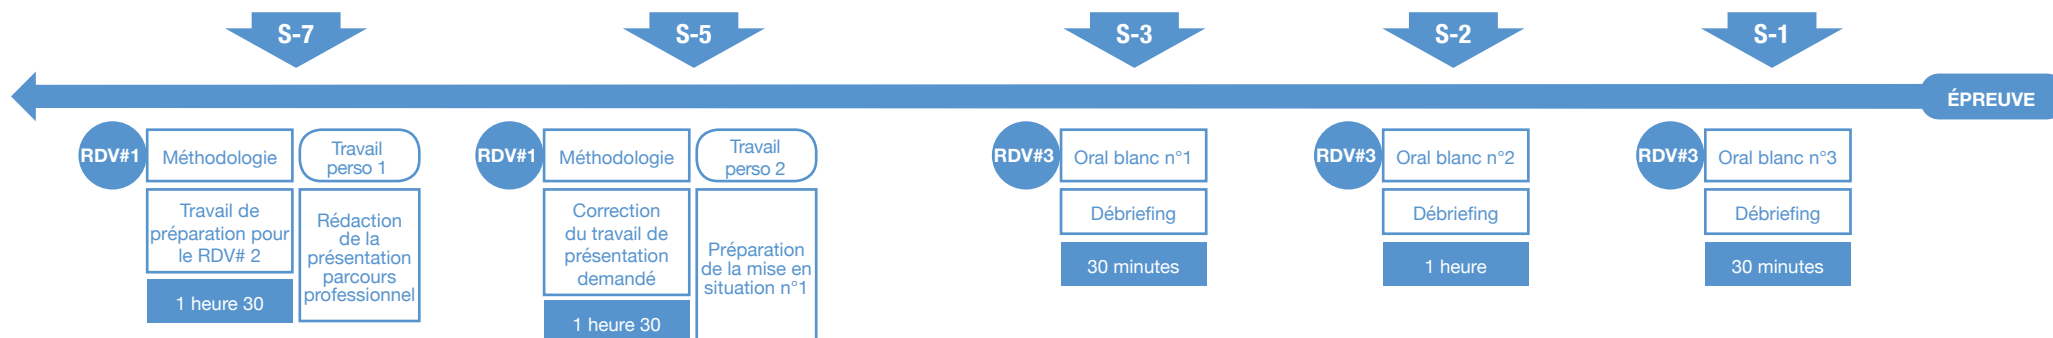 S-7
S-5
S-3
S-2
S-1
ÉPREUVE
RDV#1
Méthodologie
Travail
perso 1
Travail de
préparation pour
le RDV# 2
1 heure 30
Rédaction
de la
présentation
parcours
professionnel
RDV#1
Méthodologie
Travail
perso 2
Correction
du travail de
présentation
demandé
1 heure 30
Préparation
de la mise en
situation n°1
RDV#3
Oral blanc n°1
Débriefing
30 minutes
RDV#3
Oral blanc n°2
Débriefing
1 heure
RDV#3
Oral blanc n°3
Débriefing
30 minutes